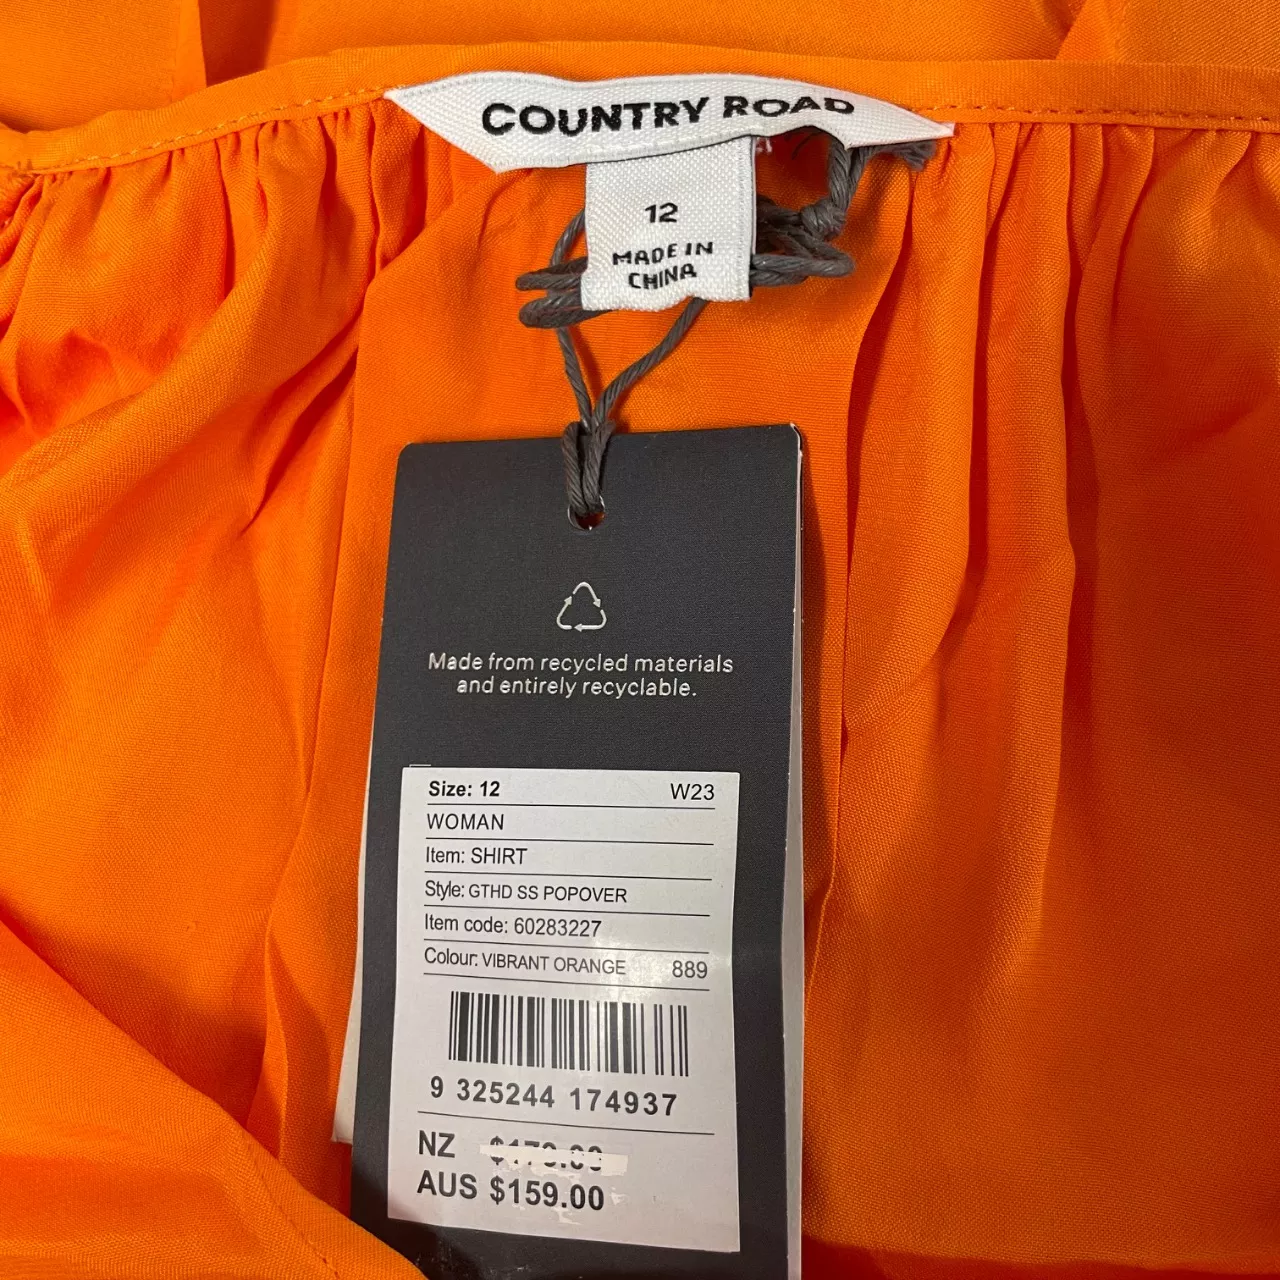 COUNTRY ROAD
12
MADE IN
CHINA
Made from recycled materials
and entirely recyclable.
Size: 12 W23
WOMAN
Item: SHIRT
Style: GTHD SS POPOVER
Item code: 60283227
Colour: VIBRANT ORANGE 889
9 325244 174937
NZ
AUS $159.00